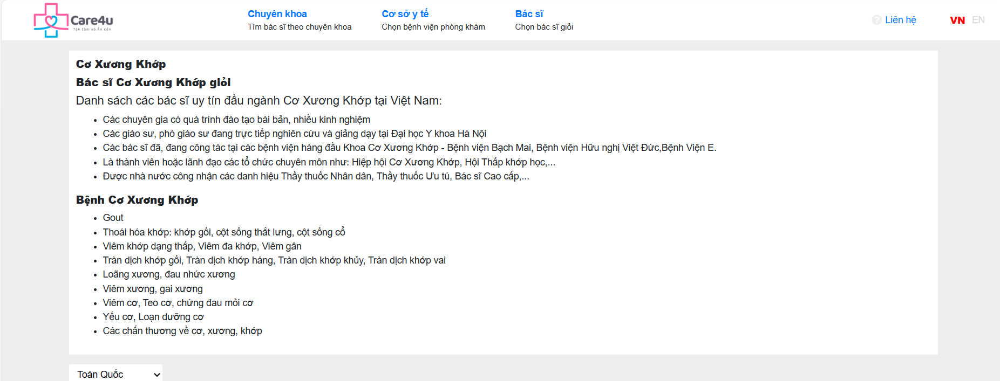 Care4u
Tận tâm và Ân cần
Chuyên khoa
Tìm bác sĩ theo chuyên khoa
Cơ sở y tế
Chọn bệnh viện phòng khám
Bác sĩ
Chọn bác sĩ giỏi
? Liên hệ
VN EN
Cơ Xương Khớp
Bác sĩ Cơ Xương Khớp giỏi
Danh sách các bác sĩ uy tín đầu ngành Cơ Xương Khớp tại Việt Nam:
• Các chuyên gia có quá trình đào tạo bài bản, nhiều kinh nghiệm
• Các giáo sư, phó giáo sư đang trực tiếp nghiên cứu và giảng dạy tại Đại học Y khoa Hà Nội
• Các bác sĩ đã, đang công tác tại các bệnh viện hàng đầu Khoa Cơ Xương Khớp - Bệnh viện Bạch Mai, Bệnh viện Hữu nghị Việt Đức,Bệnh Viện E.
• Là thành viên hoặc lãnh đạo các tổ chức chuyên môn như: Hiệp hội Cơ Xương Khớp, Hội Thấp khớp học,...
• Được nhà nước công nhận các danh hiệu Thầy thuốc Nhân dân, Thầy thuốc Ưu tú, Bác sĩ Cao cấp,...
Bệnh Cơ Xương Khớp
• Gout
• Thoái hóa khớp: khớp gối, cột sống thắt lưng, cột sống cổ
• Viêm khớp dạng thấp, Viêm đa khớp, Viêm gân
• Tràn dịch khớp gối, Tràn dịch khớp háng, Tràn dịch khớp khủy, Tràn dịch khớp vai
• Loãng xương, đau nhức xương
• Viêm xương, gai xương
• Viêm cơ, Teo cơ, chứng đau mỏi cơ
• Yếu cơ, Loạn dưỡng cơ
• Các chấn thương về cơ, xương, khớp
Toàn Quốc